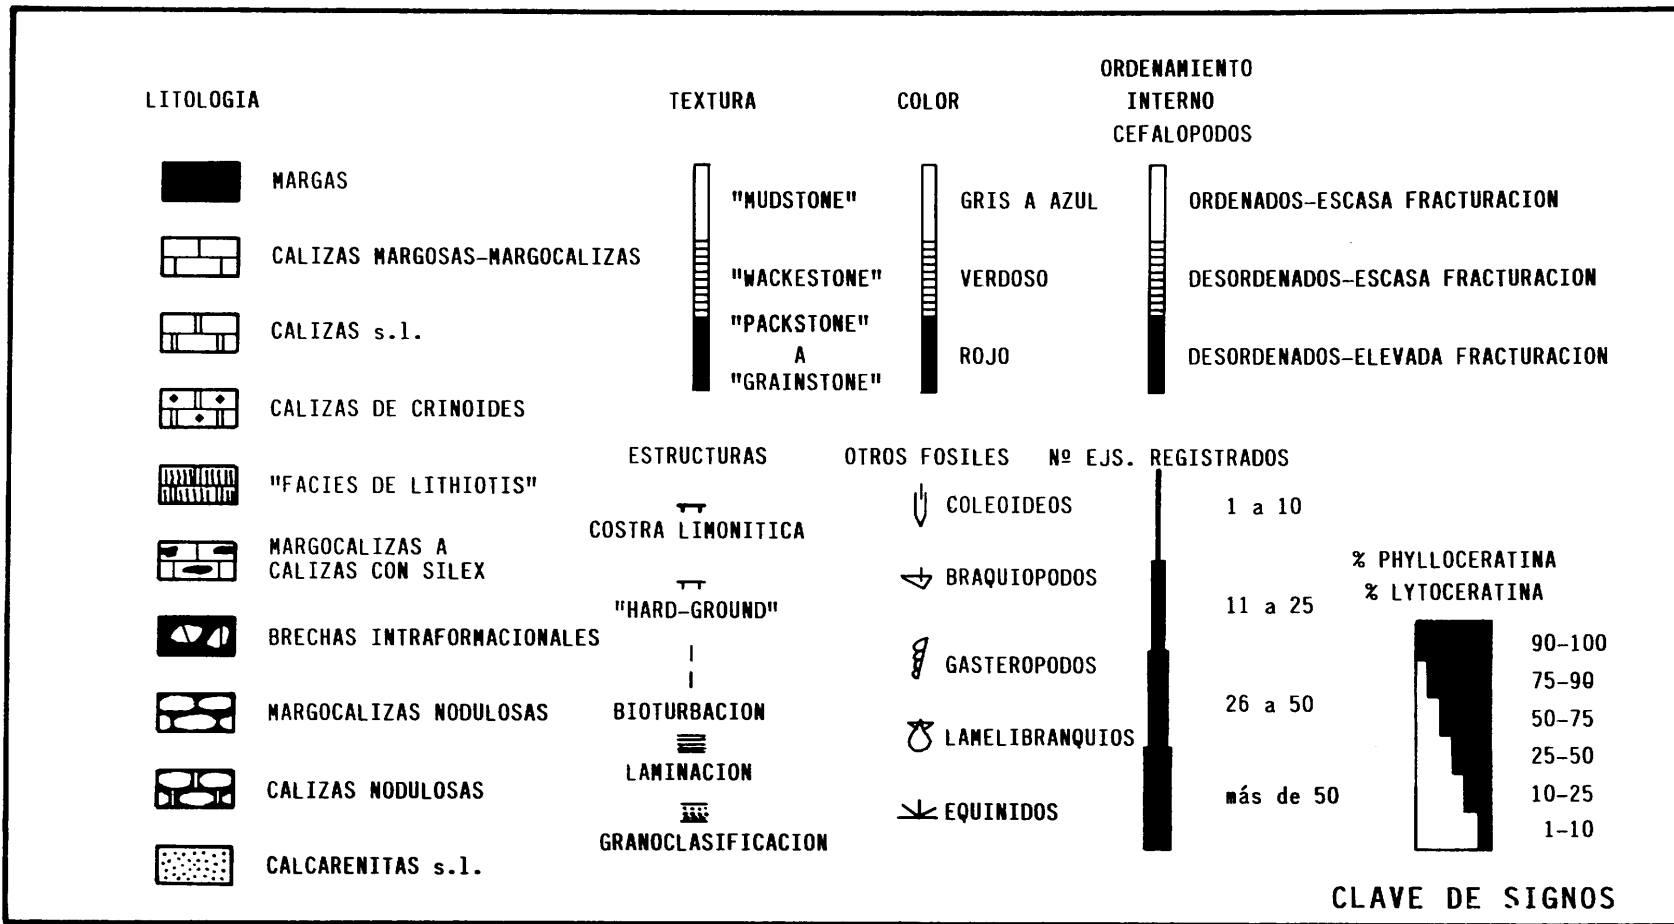 LITOLOGIA
MARGAS
CALIZAS MARGOSAS-MARGOCALIZAS
CALIZAS s.l.
CALIZAS DE CRINOIDES
"FACIES DE LITHIOTIS"
MARGOCALIZAS A
CALIZAS CON SILEX
BRECHAS INTRAFORMACIONALES
MARGOCALIZAS NODULOSAS
CALIZAS NODULOSAS
CALCARENITAS s.l.
TEXTURA
"MUDSTONE"
"WACKESTONE"
"PACKSTONE"
A
"GRAINSTONE"
COLOR
GRIS A AZUL
VERDOSO
ROJO
ORDENAMIENTO
INTERNO
CEFALOPODOS
ORDENADOS-ESCASA FRACTURACION
DESORDENADOS-ESCASA FRACTURACION
DESORDENADOS-ELEVADA FRACTURACION
ESTRUCTURAS
COSTRA LIMONITICA
"HARD-GROUND"
BIOTURBACION
LAMINACION
GRANOCLASIFICACION
OTROS FOSILES
COLEOIDEOS
BRAQUIOPODOS
GASTEROPODOS
LAMELIBRANQUIOS
EQUINIDOS
Nº EJS. REGISTRADOS
1 a 10
11 a 25
26 a 50
más de 50
% PHYLLOCERATINA
% LYTOCERATINA
90-100
75-90
50-75
25-50
10-25
1-10
CLAVE DE SIGNOS